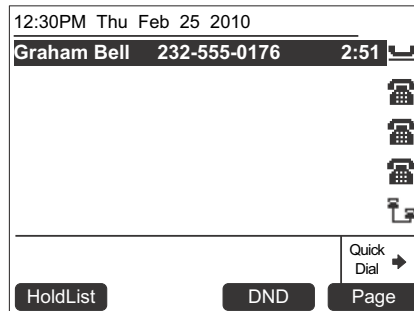 12:30PM Thu Feb 25 2010
Graham Bell 232-555-0176 2:51
Quick
Dial
HoldList DND Page